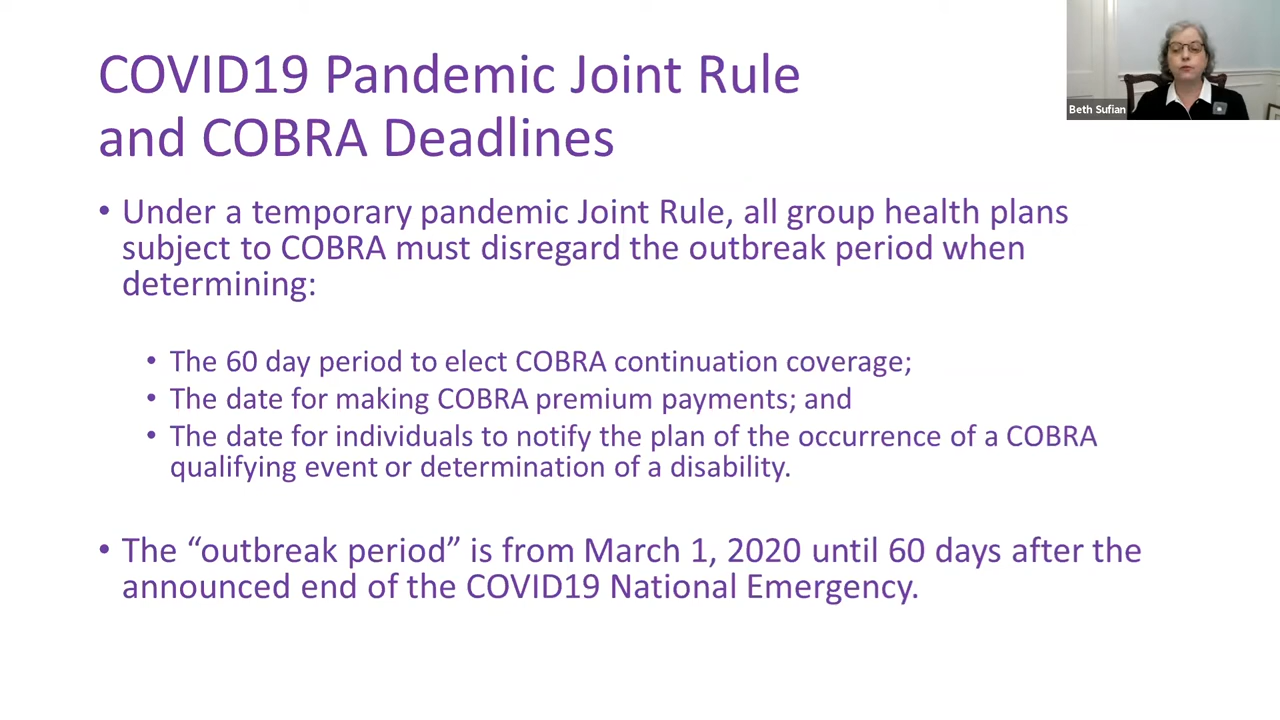 COVID19 Pandemic Joint Rule
and COBRA Deadlines
Beth Sufian
• Under a temporary pandemic Joint Rule, all group health plans
subject to COBRA must disregard the outbreak period when
determining:
• The 60 day period to elect COBRA continuation coverage;
• The date for making COBRA premium payments; and
• The date for individuals to notify the plan of the occurrence of a COBRA
qualifying event or determination of a disability.
• The “outbreak period” is from March 1, 2020 until 60 days after the
announced end of the COVID19 National Emergency.